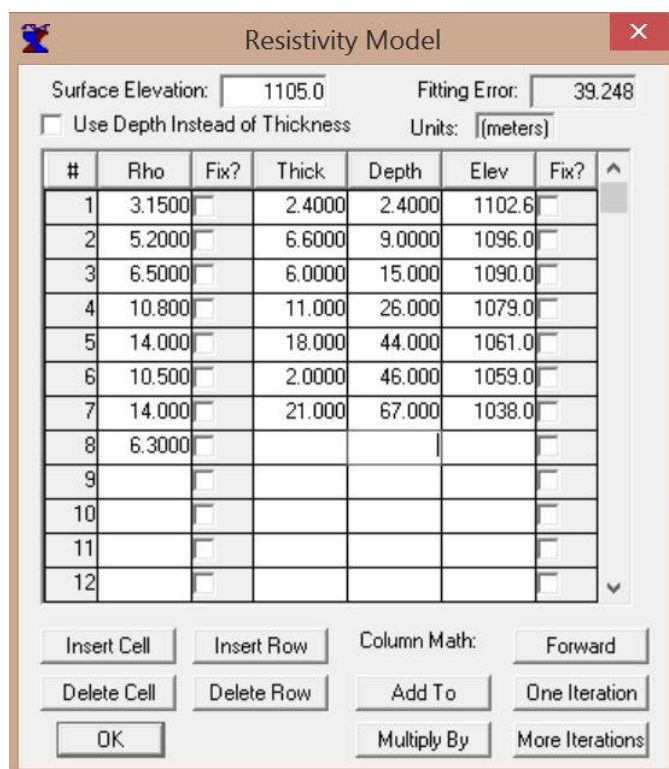 Resistivity Model
Surface Elevation: 1105.0 Fitting Error: 39.248
Use Depth Instead of Thickness Units: (meters)
# Rho Fix? Thick Depth Elev Fix?
1 3.1500 2.4000 2.4000 1102.6
2 5.2000 6.6000 9.0000 1096.0
3 6.5000 6.0000 15.000 1090.0
4 10.800 11.000 26.000 1079.0
5 14.000 18.000 44.000 1061.0
6 10.500 2.0000 46.000 1059.0
7 14.000 21.000 67.000 1038.0
8 6.3000
9
10
11
12
Insert Cell Insert Row Column Math: Forward
Delete Cell Delete Row Add To One Iteration
OK Multiply By More Iterations